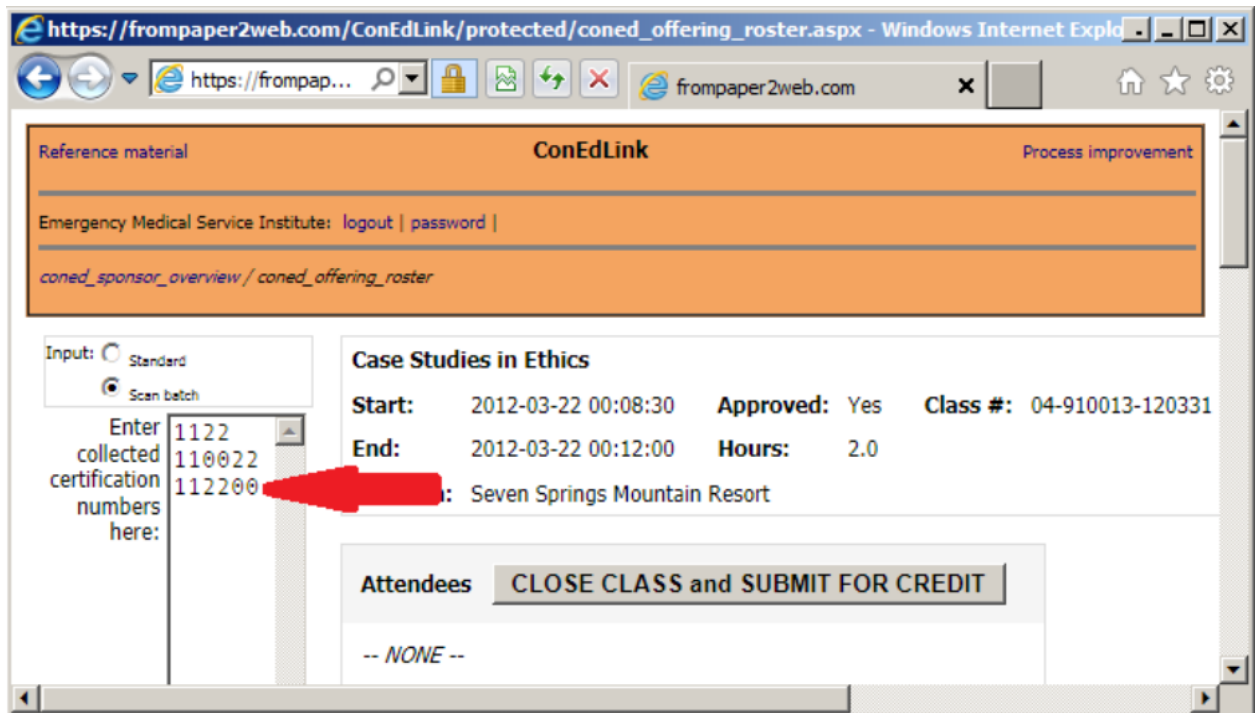 https://frompaper2web.com/ConEdLink/protected/coned_offering_roster.aspx - Windows Internet Explo
https://frompap...
frompaper2web.com
Reference material ConEdLink Process improvement
Emergency Medical Service Institute: logout | password |
coned_sponsor_overview / coned_offering_roster
Input: Standard
Scan batch
Enter collected certification numbers here:
1122
110022
112200
Case Studies in Ethics
Start: 2012-03-22 00:08:30 Approved: Yes Class #: 04-910013-120331
End: 2012-03-22 00:12:00 Hours: 2.0
Seven Springs Mountain Resort
Attendees CLOSE CLASS and SUBMIT FOR CREDIT
-- NONE --